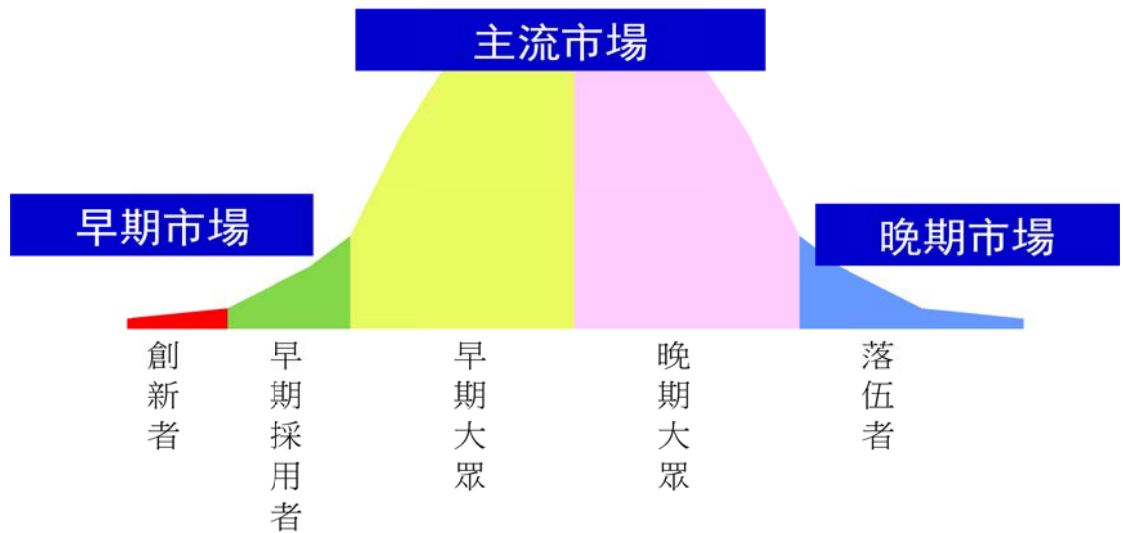 主流市場
早期市場
晚期市場
創新者
早期採用者
早期大眾
晚期大眾
落伍者